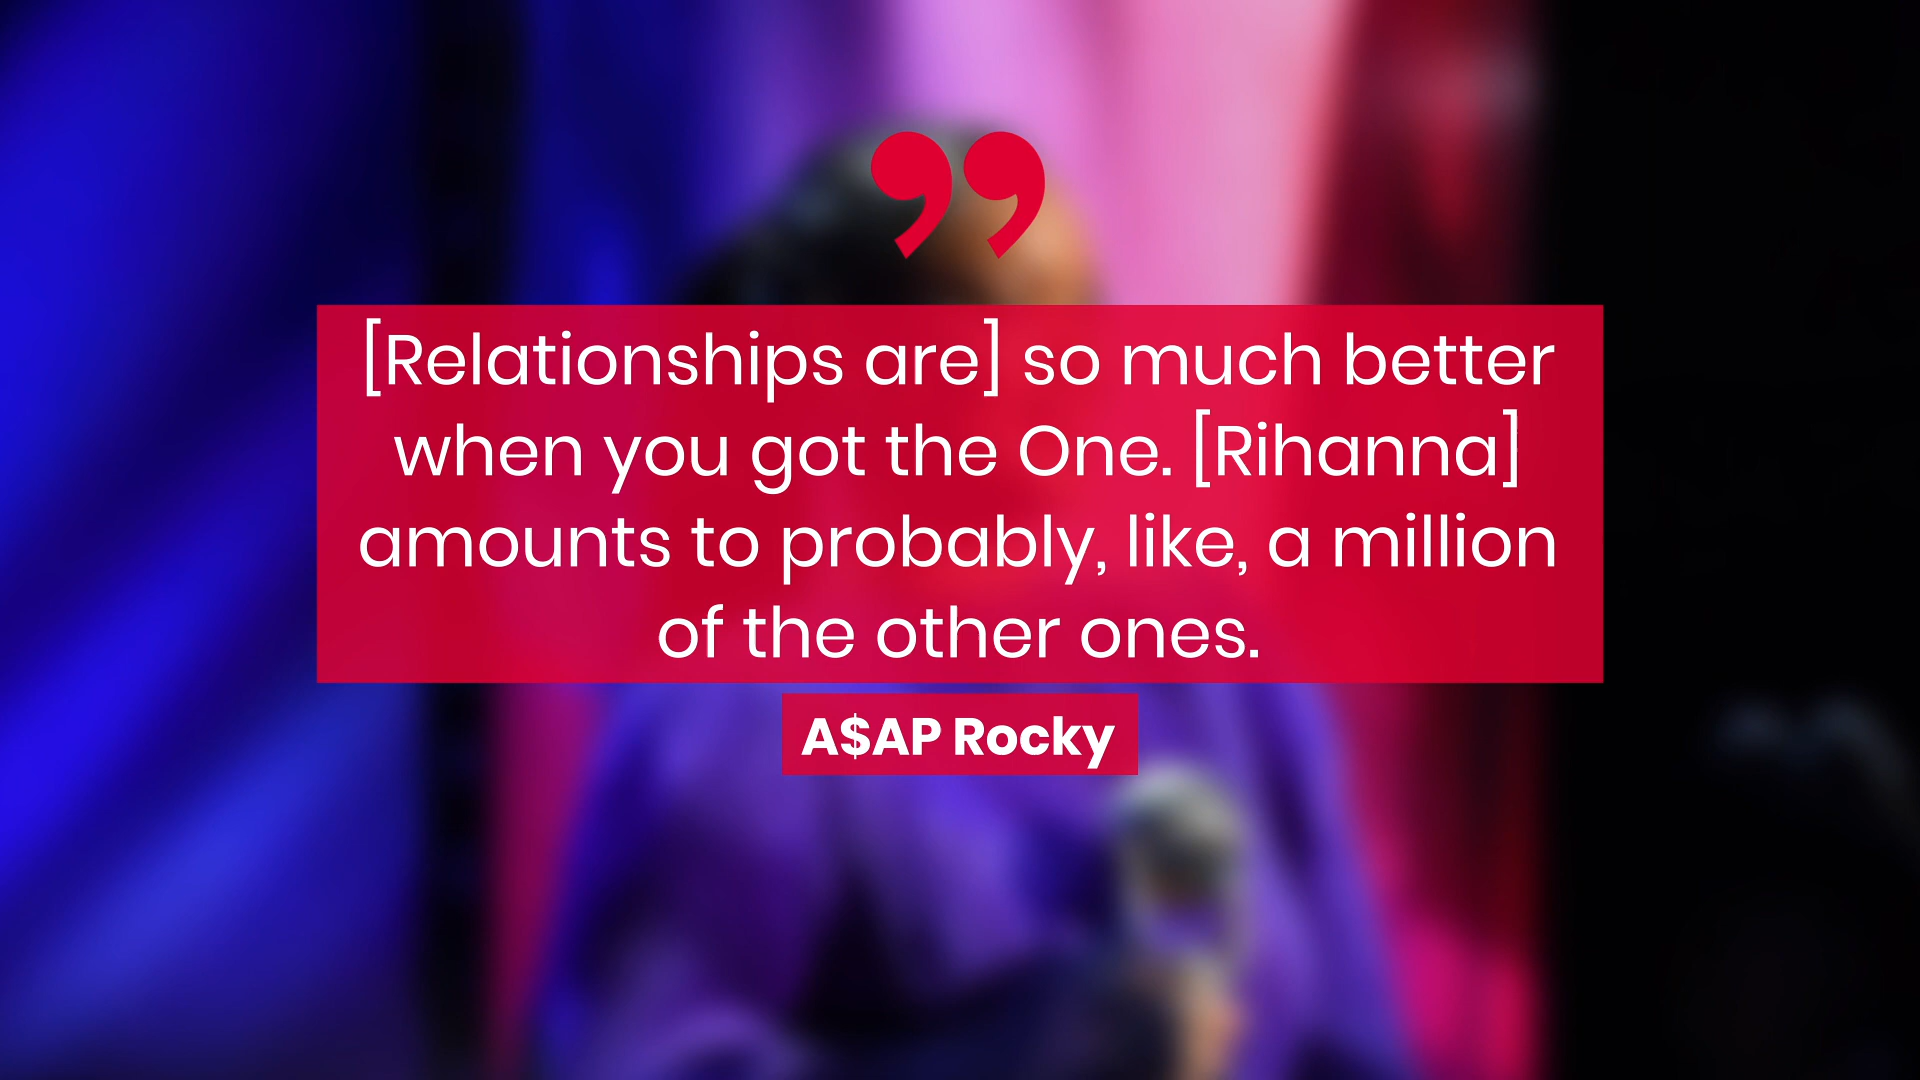 ”
[Relationships are] so much better
when you got the One. [Rihanna]
amounts to probably, like, a million
of the other ones.
A$AP Rocky